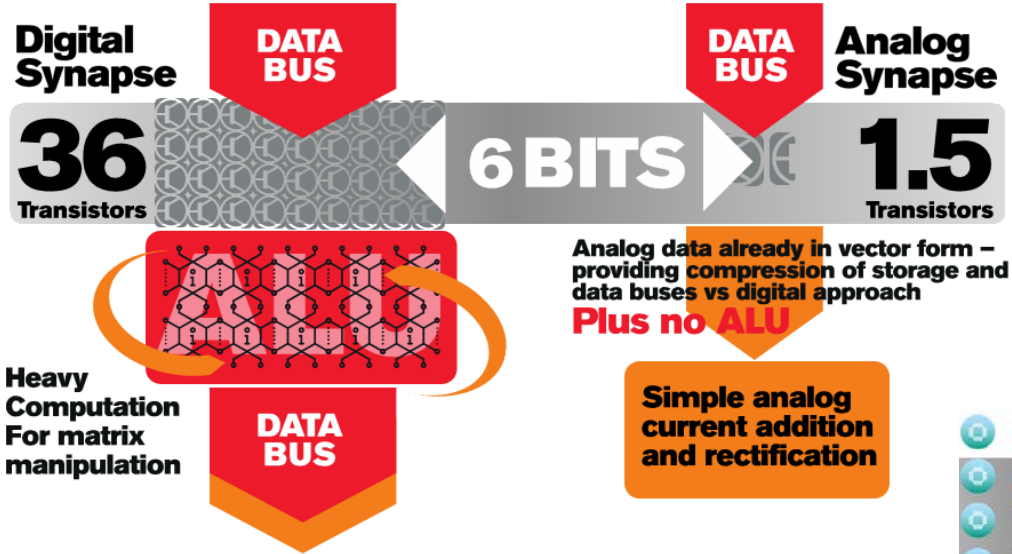 Digital
Synapse
DATA
BUS
DATA
BUS
Analog
Synapse
36
Transistors
6 BITS
1.5
Transistors
ALU
Analog data already in vector form –
providing compression of storage and
data buses vs digital approach
Plus no ALU
Heavy
Computation
For matrix
manipulation
DATA
BUS
Simple analog
current addition
and rectification